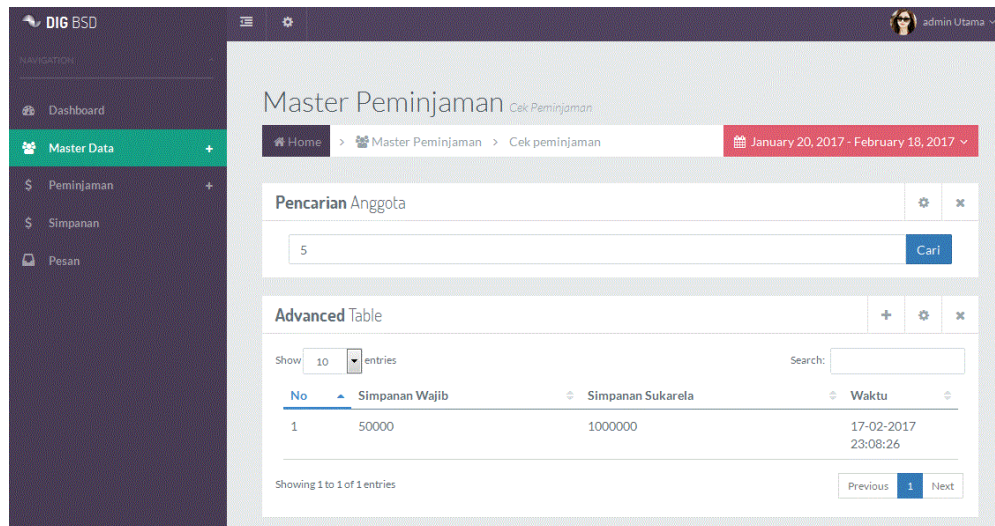 DIG BSD
admin Utama
NAVIGATION
Dashboard
Master Data +
$ Peminjaman +
$ Simpanan
Pesan
Master Peminjaman Cek Peminjaman
Home > Master Peminjaman > Cek peminjaman
January 20, 2017 - February 18, 2017
Pencarian Anggota
5
Cari
Advanced Table
Show 10 entries
Search:
No Simpanan Wajib Simpanan Sukarela Waktu
1 50000 1000000 17-02-2017
23:08:26
Showing 1 to 1 of 1 entries
Previous 1 Next